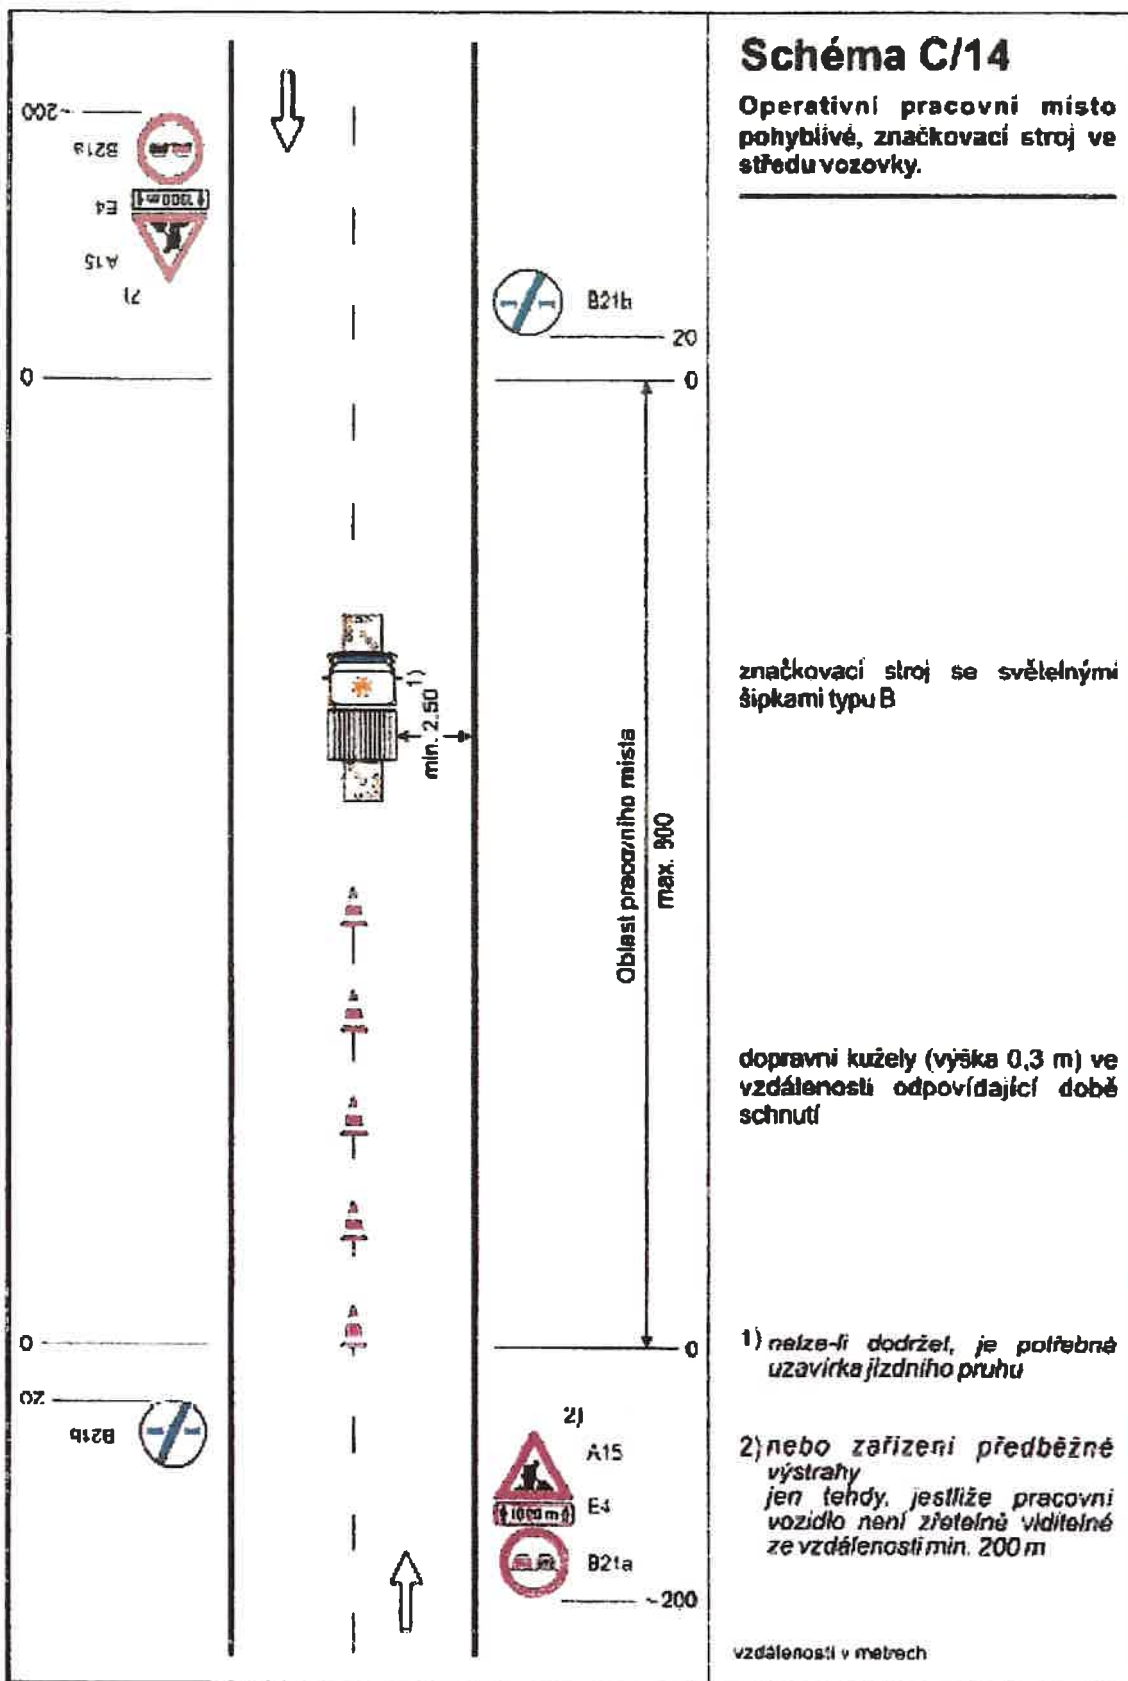 Schéma C/14
Operativní pracovní místo
pohyblivé, značkovací stroj ve
středu vozovky.
~200
B21a
E4
1000 m
A15
2)
0
B21b
20
0
1)
min. 2.50
značkovací stroj se světelnými
šipkami typu B
Oblast pracovního místa
max. 800
dopravní kužely (výška 0,3 m) ve
vzdálenosti odpovídající době
schnutí
0
20
B21b
0
1) nelze-li dodržet, je potřebná
uzavírka jízdního pruhu
2)
A15
1000 m
E4
B21a
~200
2) nebo zařízení předběžné
výstrahy
jen tehdy, jestliže pracovní
vozidlo není zřetelně viditelné
ze vzdálenosti min. 200 m
vzdálenosti v metrech